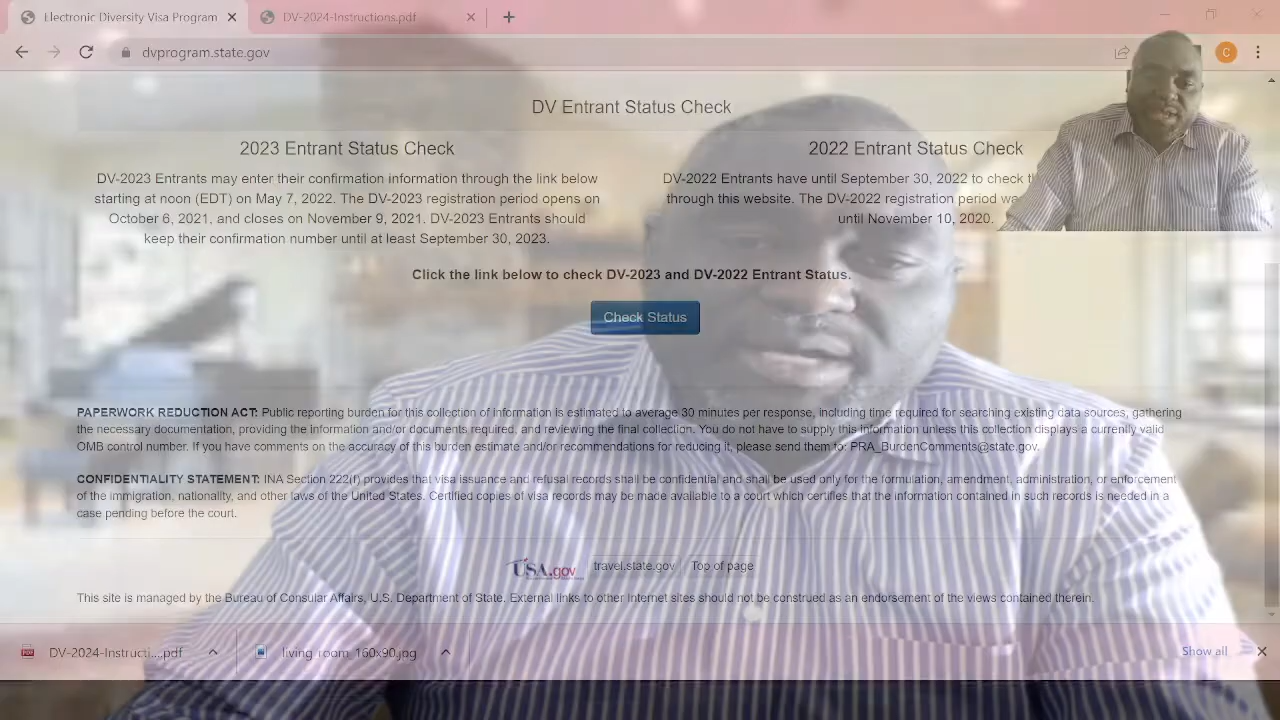 Electronic Diversity Visa Program
DV-2024-Instructions.pdf
dvprogram.state.gov
C
DV Entrant Status Check
2023 Entrant Status Check
DV-2023 Entrants may enter their confirmation information through the link below
starting at noon (EDT) on May 7, 2022. The DV-2023 registration period opens on
October 6, 2021, and closes on November 9, 2021. DV-2023 Entrants should
keep their confirmation number until at least September 30, 2023.
2022 Entrant Status Check
DV-2022 Entrants have until September 30, 2022 to check
through this website. The DV-2022 registration period
until November 10, 2020.
Click the link below to check DV-2023 and DV-2022 Entrant Status.
Check Status
PAPERWORK REDUCTION ACT: Public reporting burden for this collection of information is estimated to average 30 minutes per response, including time required for searching existing data sources, gathering
the necessary documentation, providing the information and/or documents required, and reviewing the final collection. You do not have to supply this information unless this collection displays a currently valid
OMB control number. If you have comments on the accuracy of this burden estimate and/or recommendations for reducing it, please send them to: PRA_BurdenComments@state.gov.
CONFIDENTIALITY STATEMENT: INA Section 222(f) provides that visa issuance and refusal records shall be confidential and shall be used only for the formulation, amendment, administration, or enforcement
of the immigration, nationality, and other laws of the United States. Certified copies of visa records may be made available to a court which certifies that the information contained in such records is needed in a
case pending before the court.
USA.gov travel.state.gov Top of page
This site is managed by the Bureau of Consular Affairs, U.S. Department of State. External links to other Internet sites should not be construed as an endorsement of the views contained therein.
DV-2024-Instructi....pdf
living room_160x90.jpg
Show all